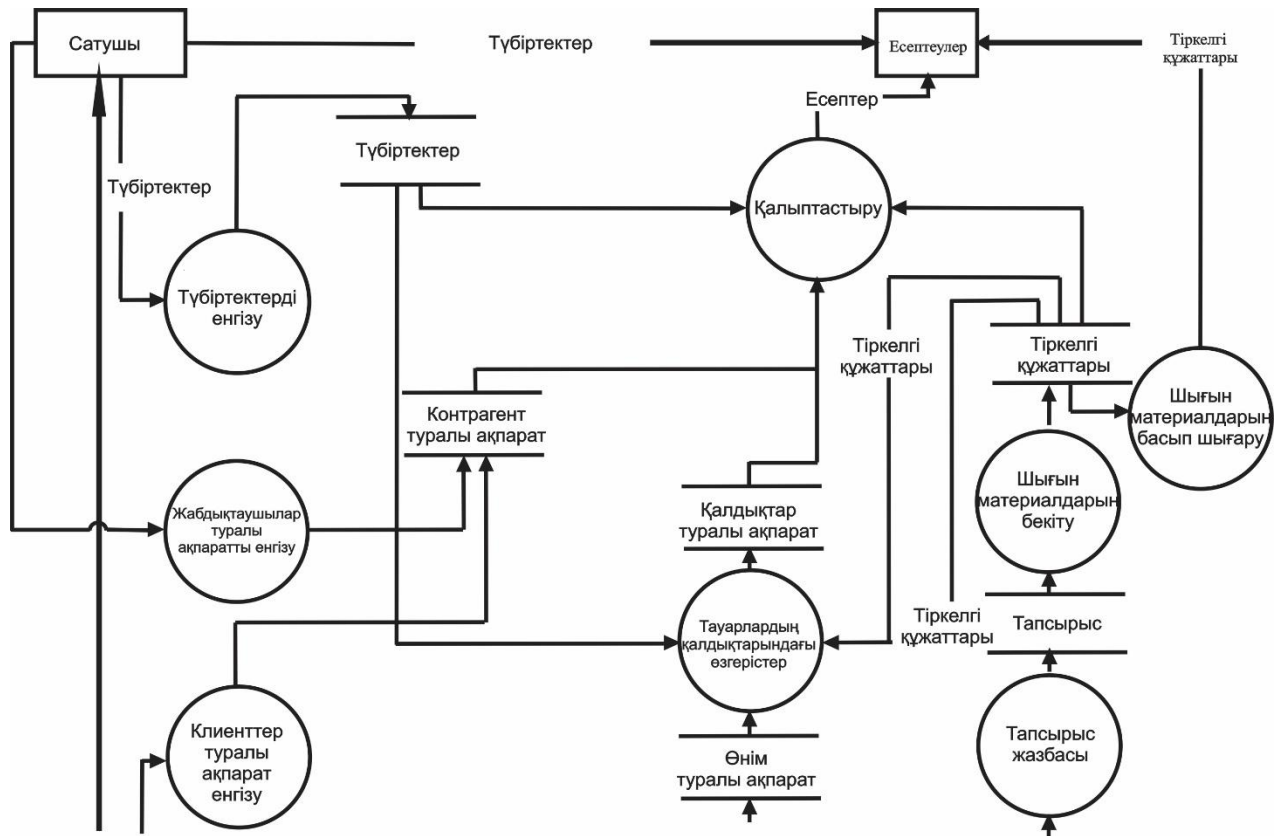 Сатушы
Түбіртектер
Есептеулер
Тіркелгі
құжаттары
Есептер
Түбіртектер
Түбіртектер
Қалыптастыру
Түбіртектерді
енгізу
Тіркелгі
құжаттары
Тіркелгі
құжаттары
Шығын
материалдарын
басып шығару
Контрагент
туралы ақпарат
Жабдықтаушылар
туралы
ақпаратты енгізу
Қалдықтар
туралы ақпарат
Шығын
материалдарын
бекіту
Тауарлардың
қалдықтарындағы
өзгерістер
Тіркелгі
құжаттары
Тапсырыс
Клиенттер
туралы
ақпарат
енгізу
Өнім
туралы ақпарат
Тапсырыс
жазбасы